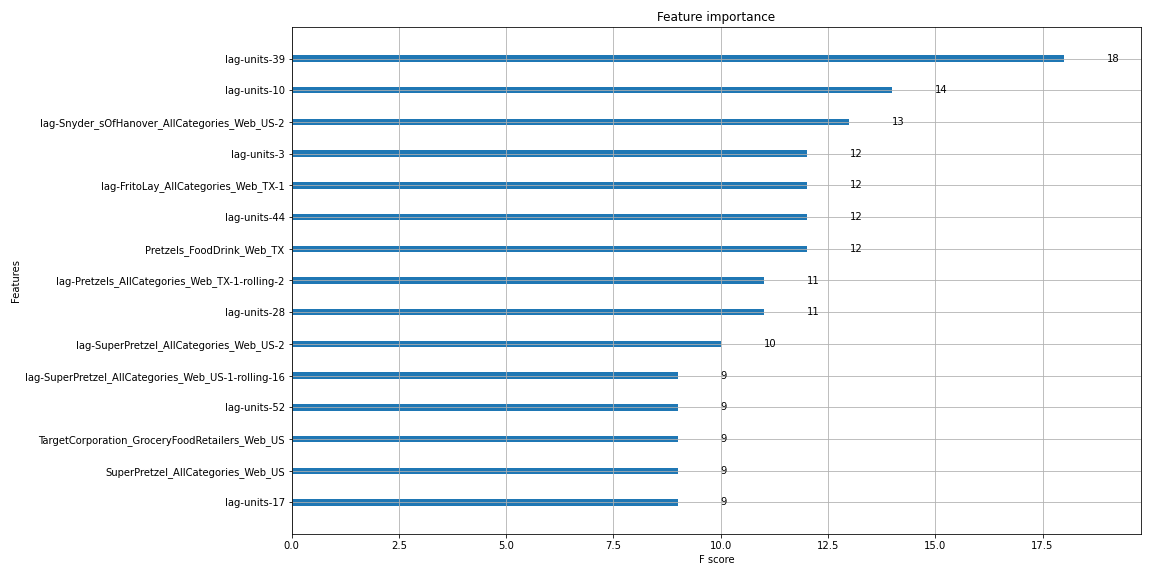 Feature importance
lag-units-39 18
lag-units-10 14
lag-Snyder_sOfHanover_AllCategories_Web_US-2 13
lag-units-3 12
lag-FritoLay_AllCategories_Web_TX-1 12
lag-units-44 12
Pretzels_FoodDrink_Web_TX 12
lag-Pretzels_AllCategories_Web_TX-1-rolling-2 11
lag-units-28 11
lag-SuperPretzel_AllCategories_Web_US-2 10
lag-SuperPretzel_AllCategories_Web_US-1-rolling-16 9
lag-units-52 9
TargetCorporation_GroceryFoodRetailers_Web_US 9
SuperPretzel_AllCategories_Web_US 9
lag-units-17 9
Features
0.0 2.5 5.0 7.5 10.0 12.5 15.0 17.5
F score